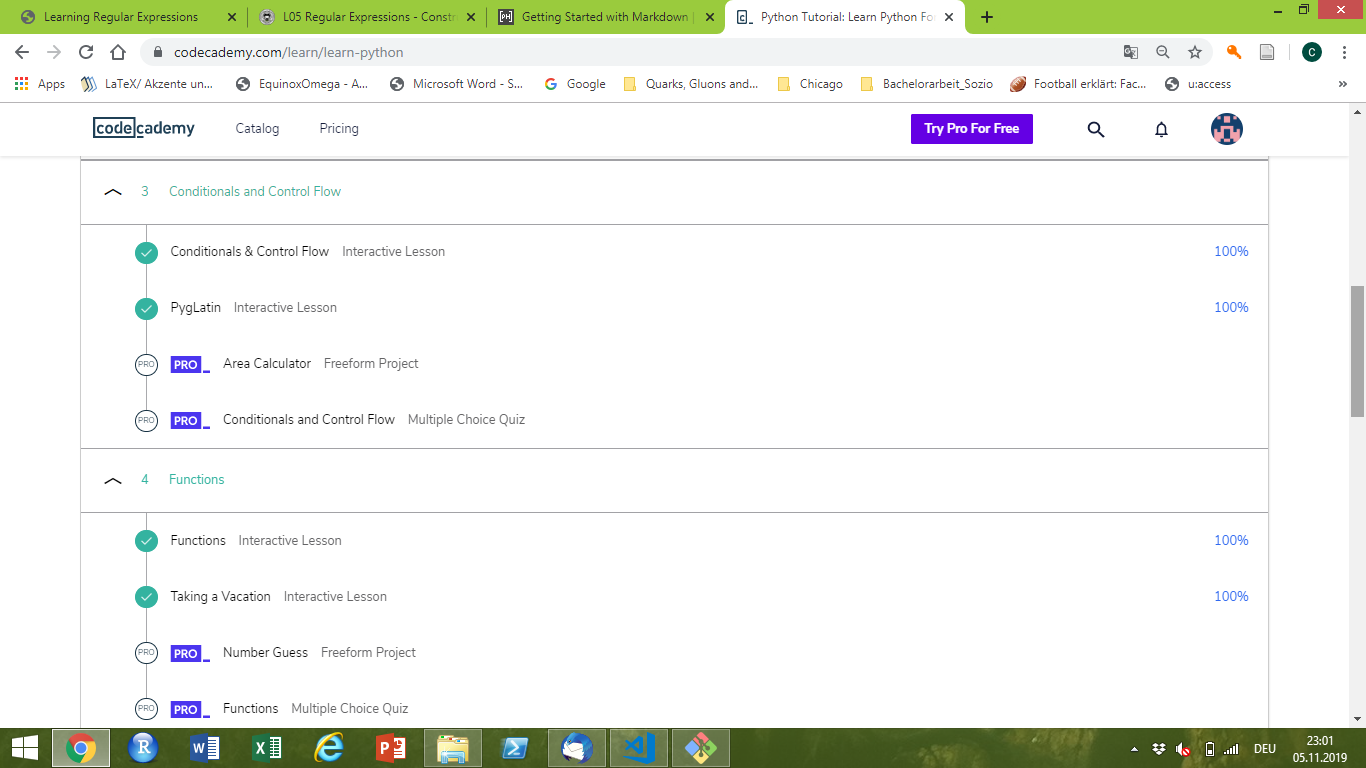 Learning Regular Expressions
L05 Regular Expressions - Constr
Getting Started with Markdown |
Python Tutorial: Learn Python Fo
codecademy.com/learn/learn-python
C
Apps
LaTeX/ Akzente un...
EquinoxOmega - A...
Microsoft Word - S...
Google
Quarks, Gluons and...
Chicago
Bachelorarbeit_Sozio
Football erklärt: Fac...
u:access
»
codecademy
Catalog
Pricing
Try Pro For Free
3 Conditionals and Control Flow
Conditionals & Control Flow Interactive Lesson 100%
PygLatin Interactive Lesson 100%
PRO PRO_ Area Calculator Freeform Project
PRO PRO_ Conditionals and Control Flow Multiple Choice Quiz
4 Functions
Functions Interactive Lesson 100%
Taking a Vacation Interactive Lesson 100%
PRO PRO_ Number Guess Freeform Project
PRO PRO_ Functions Multiple Choice Quiz
DEU
23:01
05.11.2019